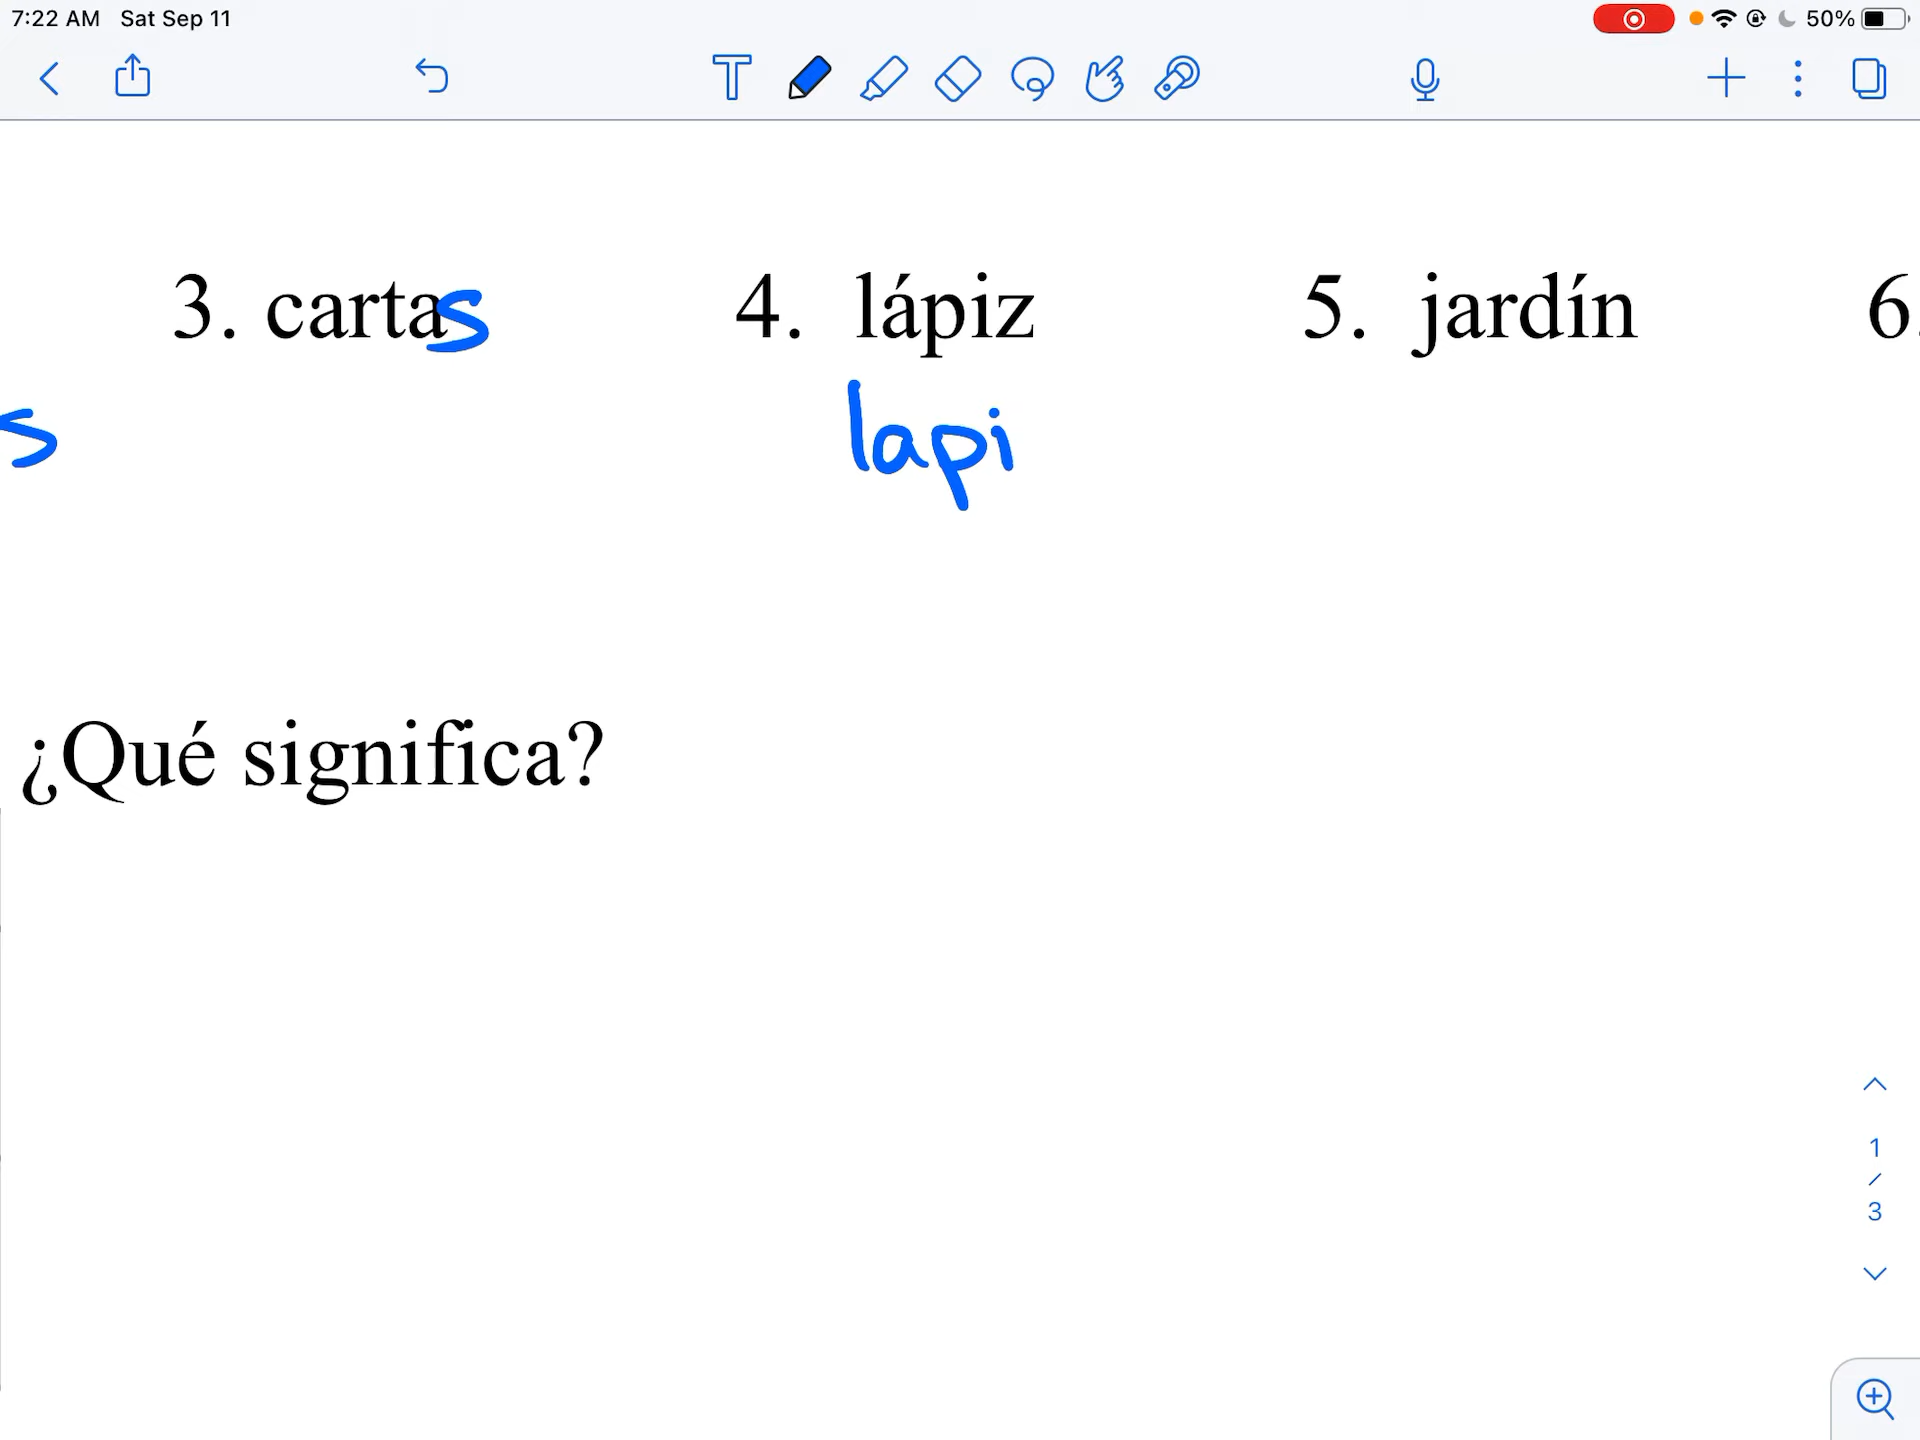 7:22 AM Sat Sep 11 50%
3. cartas 4. lápiz 5. jardín 6.
s lapi
¿Qué significa?
1
/
3